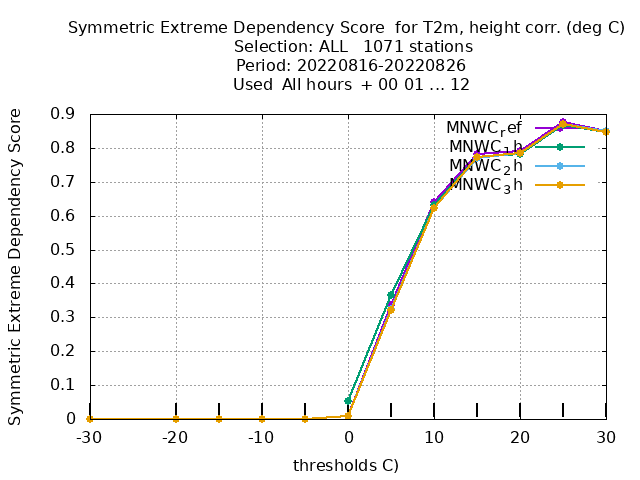 Symmetric Extreme Dependency Score  for T2m, height corr. (deg C)
Selection: ALL   1071 stations
Period: 20220816-20220826
Used  All hours  + 00 01 ... 12
Symmetric Extreme Dependency Score
0.9
0.8
0.7
0.6
0.5
0.4
0.3
0.2
0.1
0
MNWC_ref
MNWC_1h
MNWC_2h
MNWC_3h
-30 -20 -10 0 10 20 30
thresholds C)